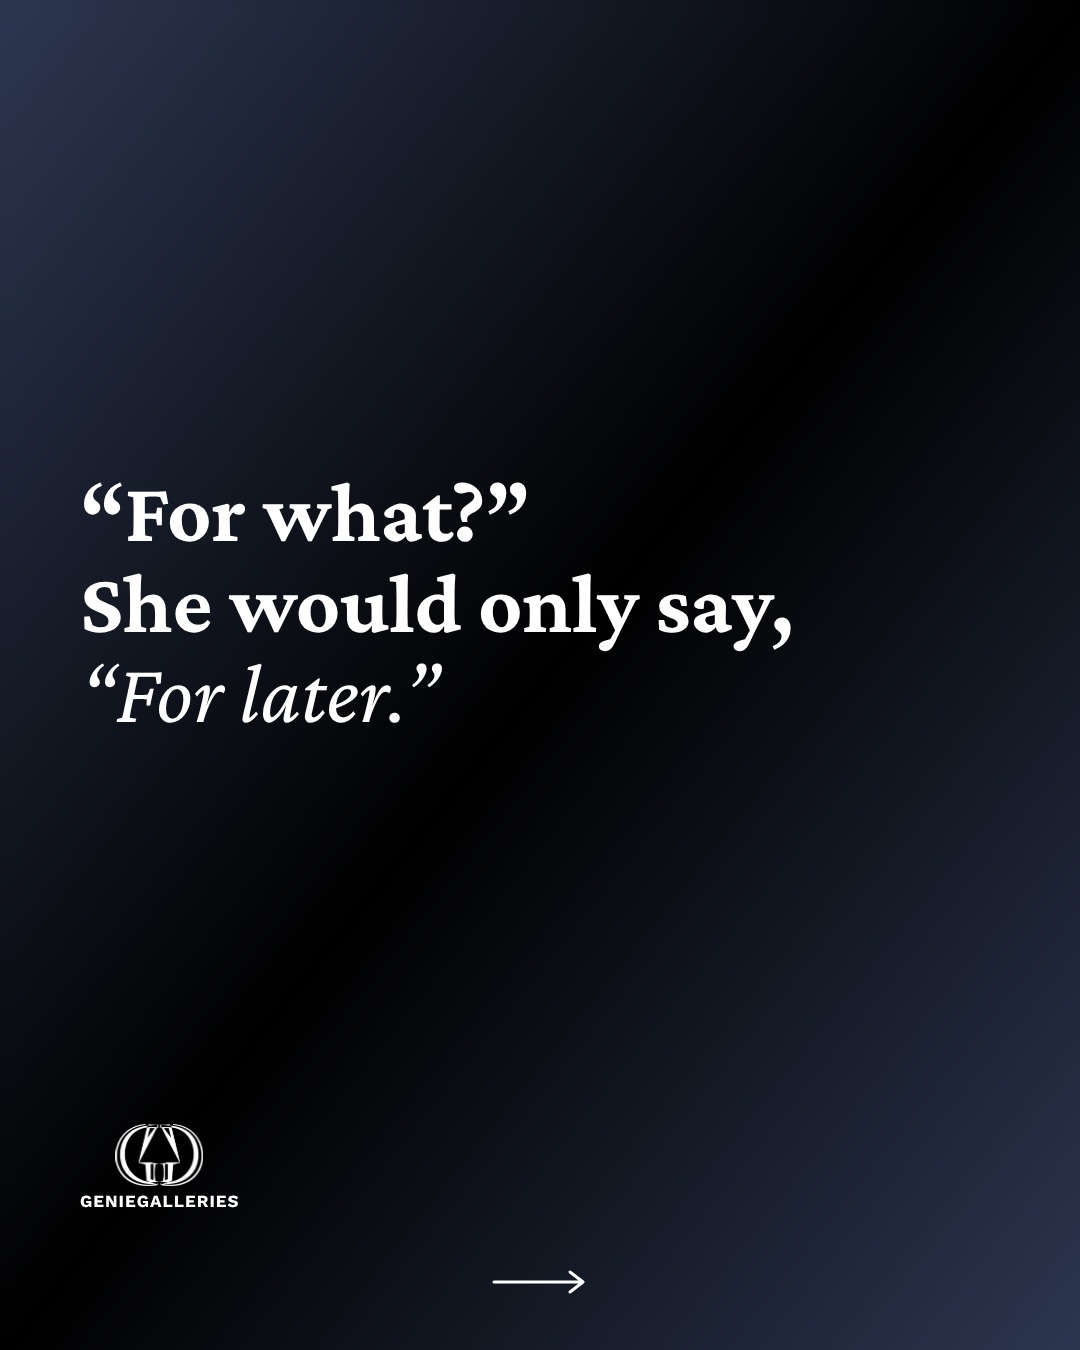 “For what?”
She would only say,
“For later.”
GENIEGALLERIES